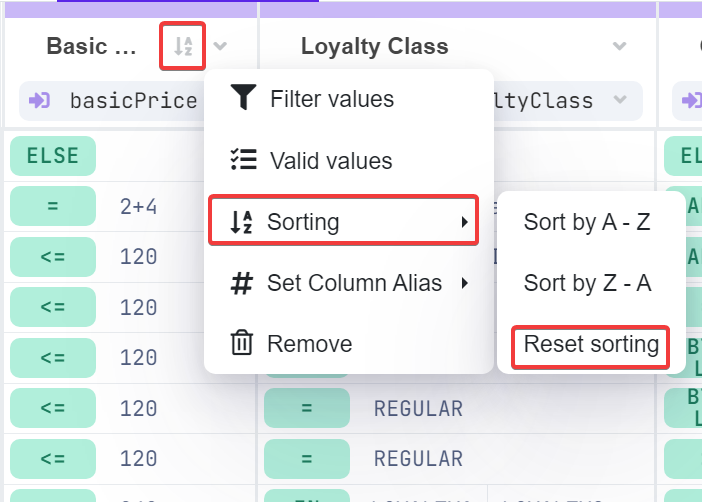 Basic ...
Loyalty Class
basicPrice
ltyClass
Filter values
Valid values
Sorting
Set Column Alias
Remove
Sort by A - Z
Sort by Z - A
Reset sorting
ELSE
EL
= 2+4
<= 120
<= 120
<= 120
<= 120 = REGULAR
<= 120 = REGULAR